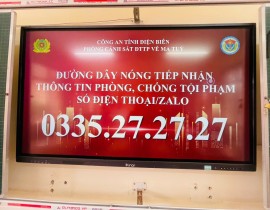 CÔNG AN TỈNH ĐIỆN BIÊN
PHÒNG CẢNH SÁT ĐTTP VỀ MA TÚY
ĐƯỜNG DÂY NÓNG TIẾP NHẬN
THÔNG TIN PHÒNG, CHỐNG TỘI PHẠM
SỐ ĐIỆN THOẠI/ZALO
0335.27.27.27